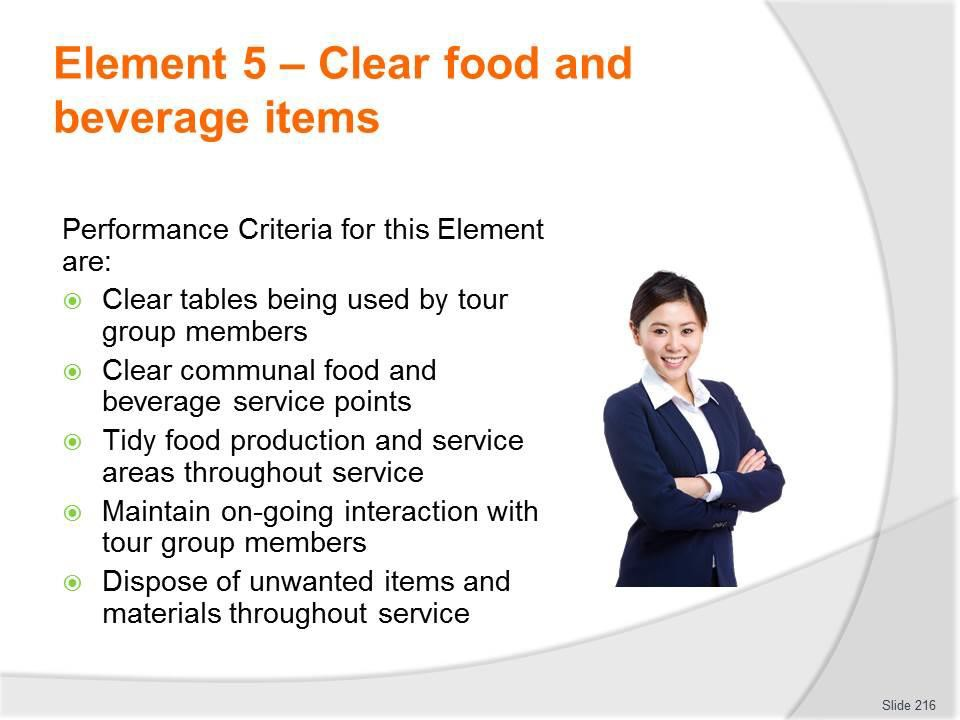 Element 5 – Clear food and
beverage items
Performance Criteria for this Element
are:
Clear tables being used by tour
group members
Clear communal food and
beverage service points
Tidy food production and service
areas throughout service
Maintain on-going interaction with
tour group members
Dispose of unwanted items and
materials throughout service
Slide 216